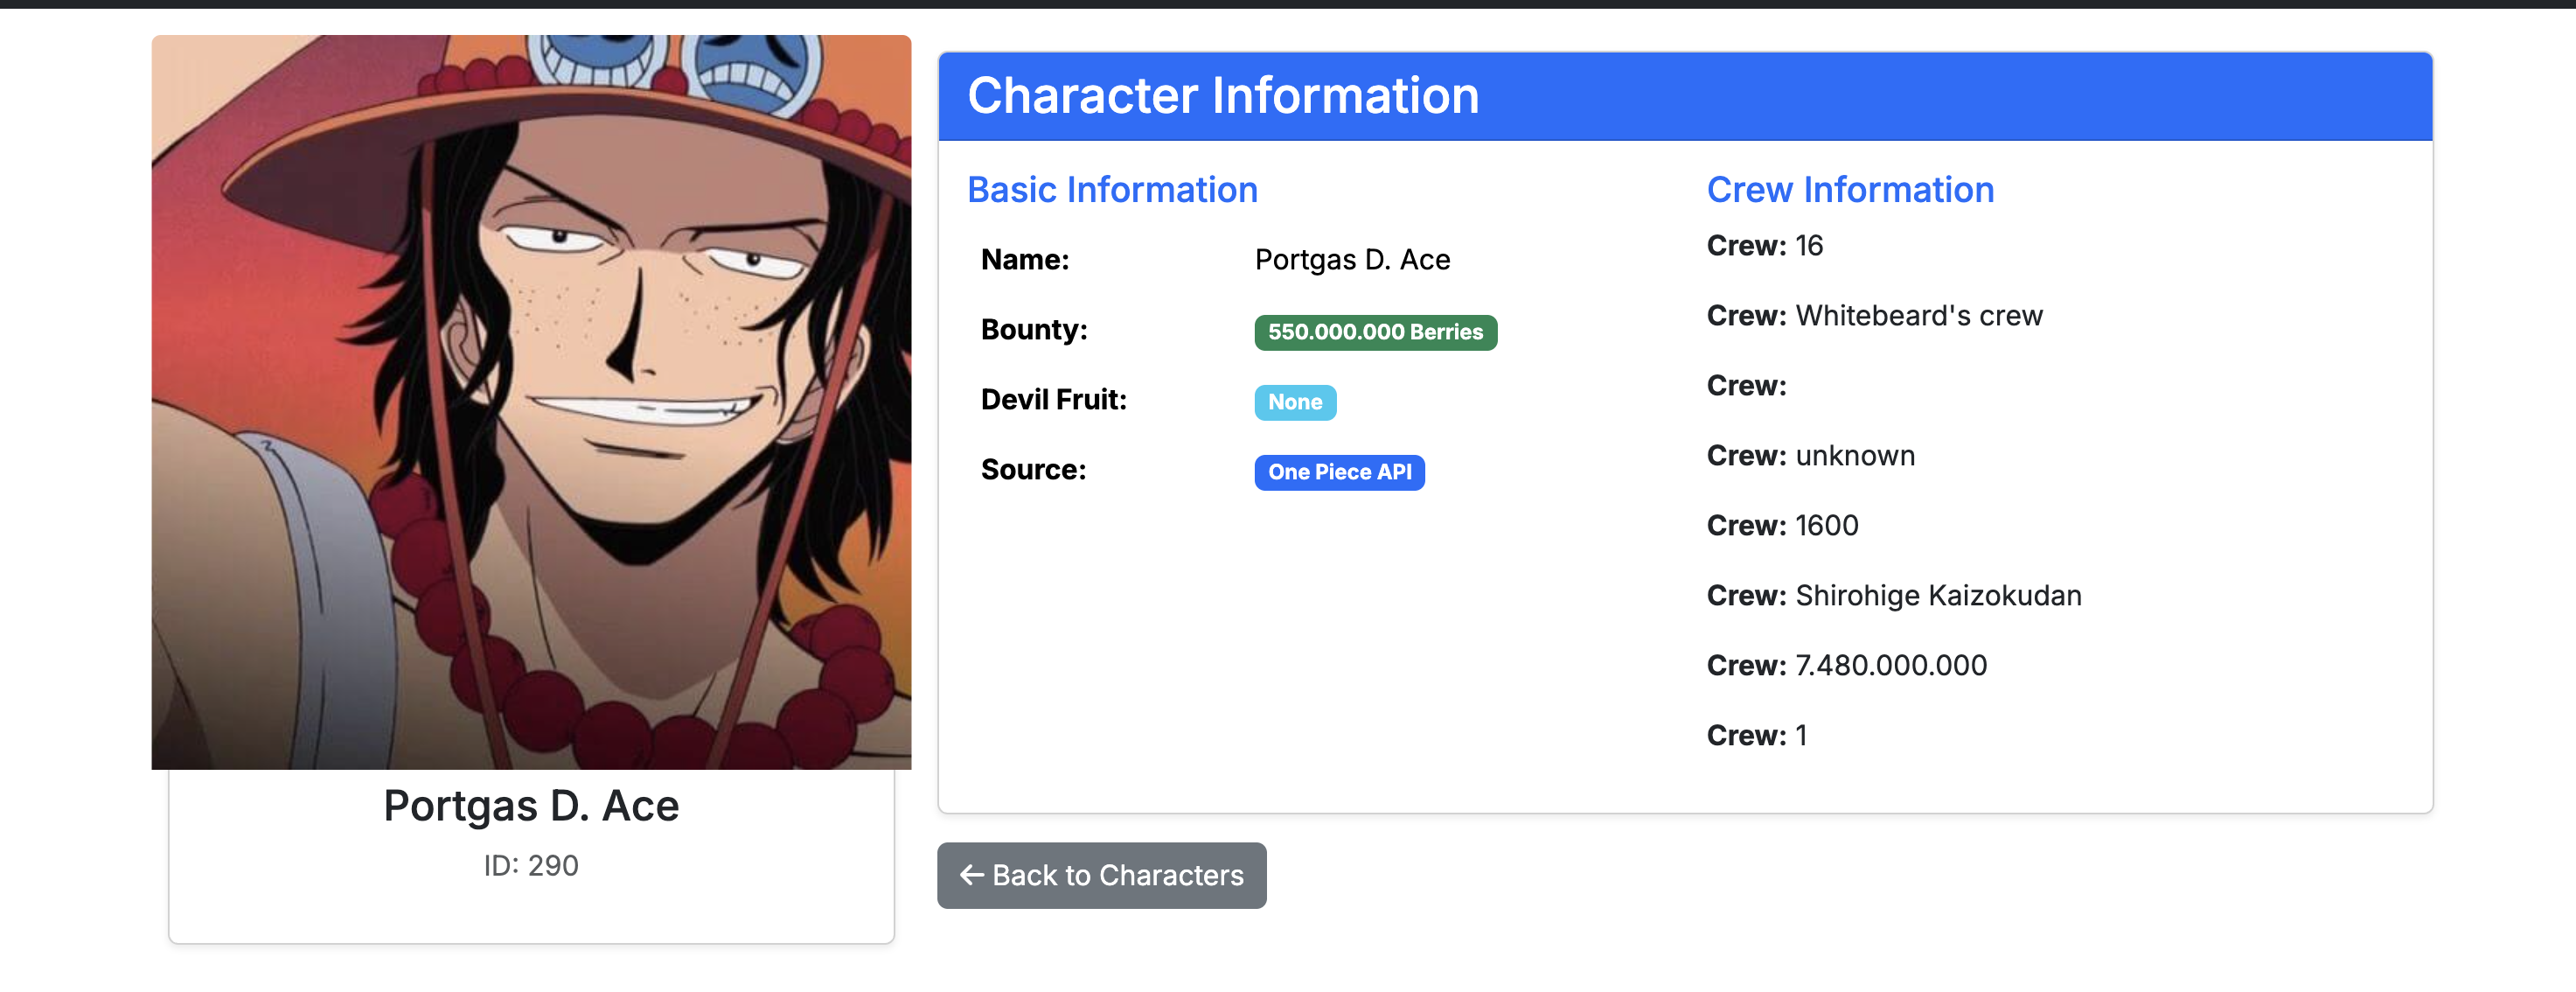 Character Information
Basic Information
Name: Portgas D. Ace
Bounty: 550.000.000 Berries
Devil Fruit: None
Source: One Piece API
Crew Information
Crew: 16
Crew: Whitebeard's crew
Crew:
Crew: unknown
Crew: 1600
Crew: Shirohige Kaizokudan
Crew: 7.480.000.000
Crew: 1
Portgas D. Ace
ID: 290
← Back to Characters